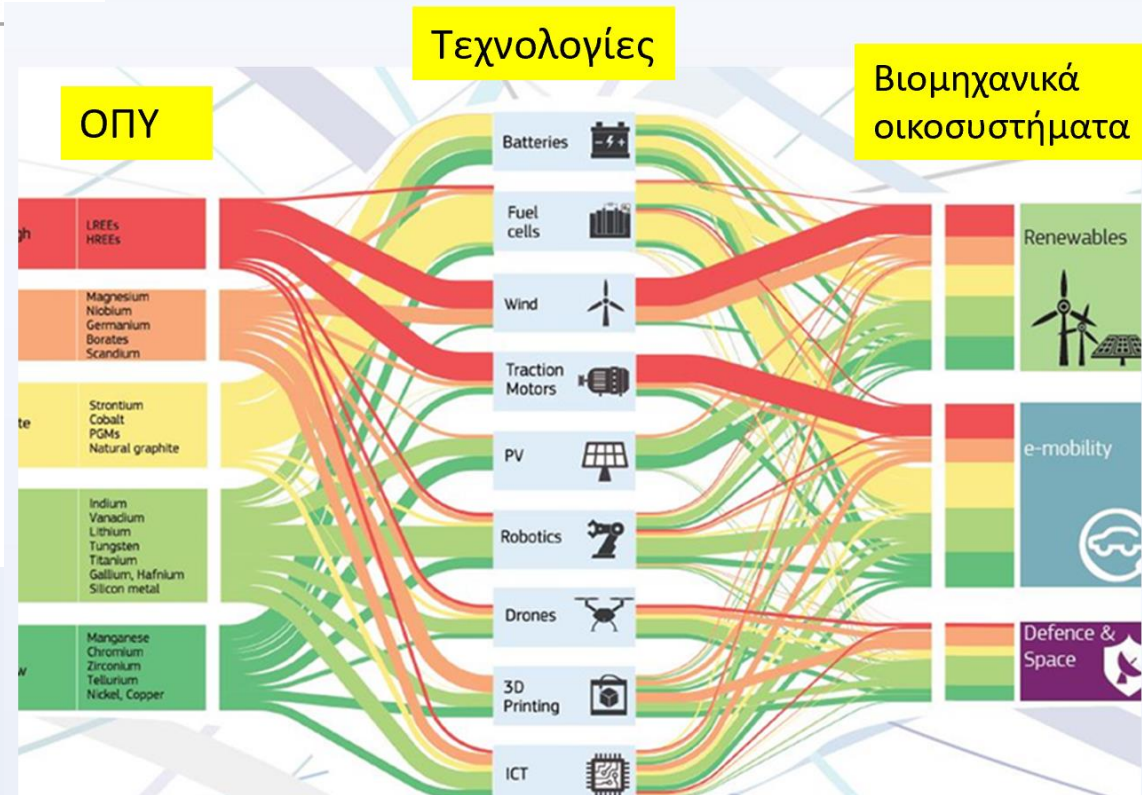 Τεχνολογίες
Βιομηχανικά
οικοσυστήματα
ΟΠΥ
LREEs
HREEs
Magnesium
Niobium
Germanium
Borates
Scandium
Strontium
Cobalt
PGMs
Natural graphite
Indium
Vanadium
Lithium
Tungsten
Titanium
Gallium, Hafnium
Silicon metal
Manganese
Chromium
Zirconium
Tellurium
Nickel, Copper
Batteries
Fuel
cells
Wind
Traction
Motors
PV
Robotics
Drones
3D
Printing
ICT
Renewables
e-mobility
Defence &
Space